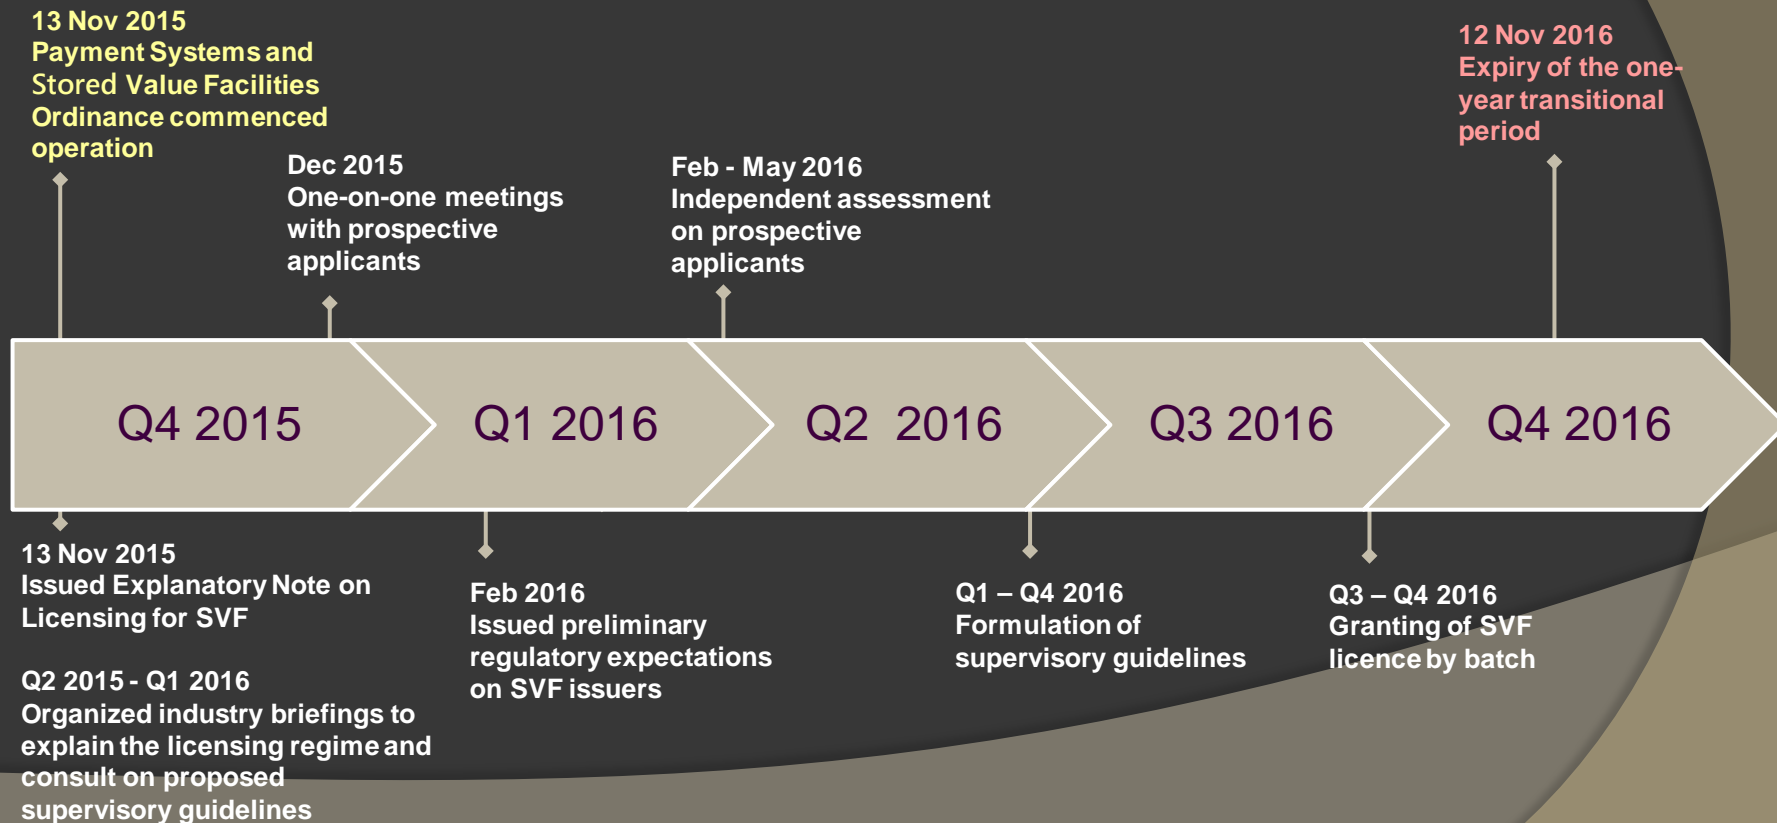 13 Nov 2015
Payment Systems and
Stored Value Facilities
Ordinance commenced
operation
Dec 2015
One-on-one meetings
with prospective
applicants
Feb - May 2016
Independent assessment
on prospective
applicants
12 Nov 2016
Expiry of the one-
year transitional
period
Q4 2015
Q1 2016
Q2 2016
Q3 2016
Q4 2016
13 Nov 2015
Issued Explanatory Note on
Licensing for SVF
Q2 2015 - Q1 2016
Organized industry briefings to
explain the licensing regime and
consult on proposed
supervisory guidelines
Feb 2016
Issued preliminary
regulatory expectations
on SVF issuers
Q1 – Q4 2016
Formulation of
supervisory guidelines
Q3 – Q4 2016
Granting of SVF
licence by batch